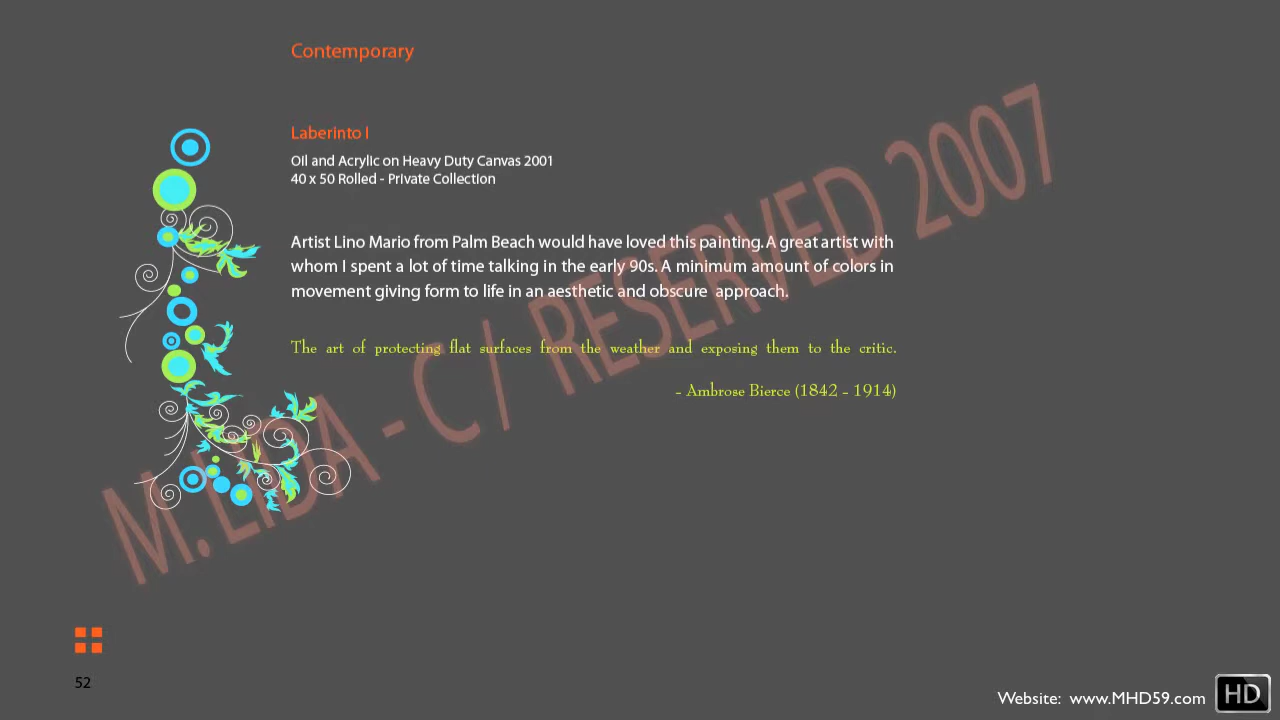 Contemporary
Laberinto I
Oil and Acrylic on Heavy Duty Canvas 2001
40 x 50 Rolled - Private Collection
Artist Lino Mario from Palm Beach would have loved this painting. A great artist with
whom I spent a lot of time talking in the early 90s. A minimum amount of colors in
movement giving form to life in an aesthetic and obscure approach.
The art of protecting flat surfaces from the weather and exposing them to the critic.
- Ambrose Bierce (1842 - 1914)
M.LIDA - C / RESERVED 2007
52
Website: www.MHD59.com
HD